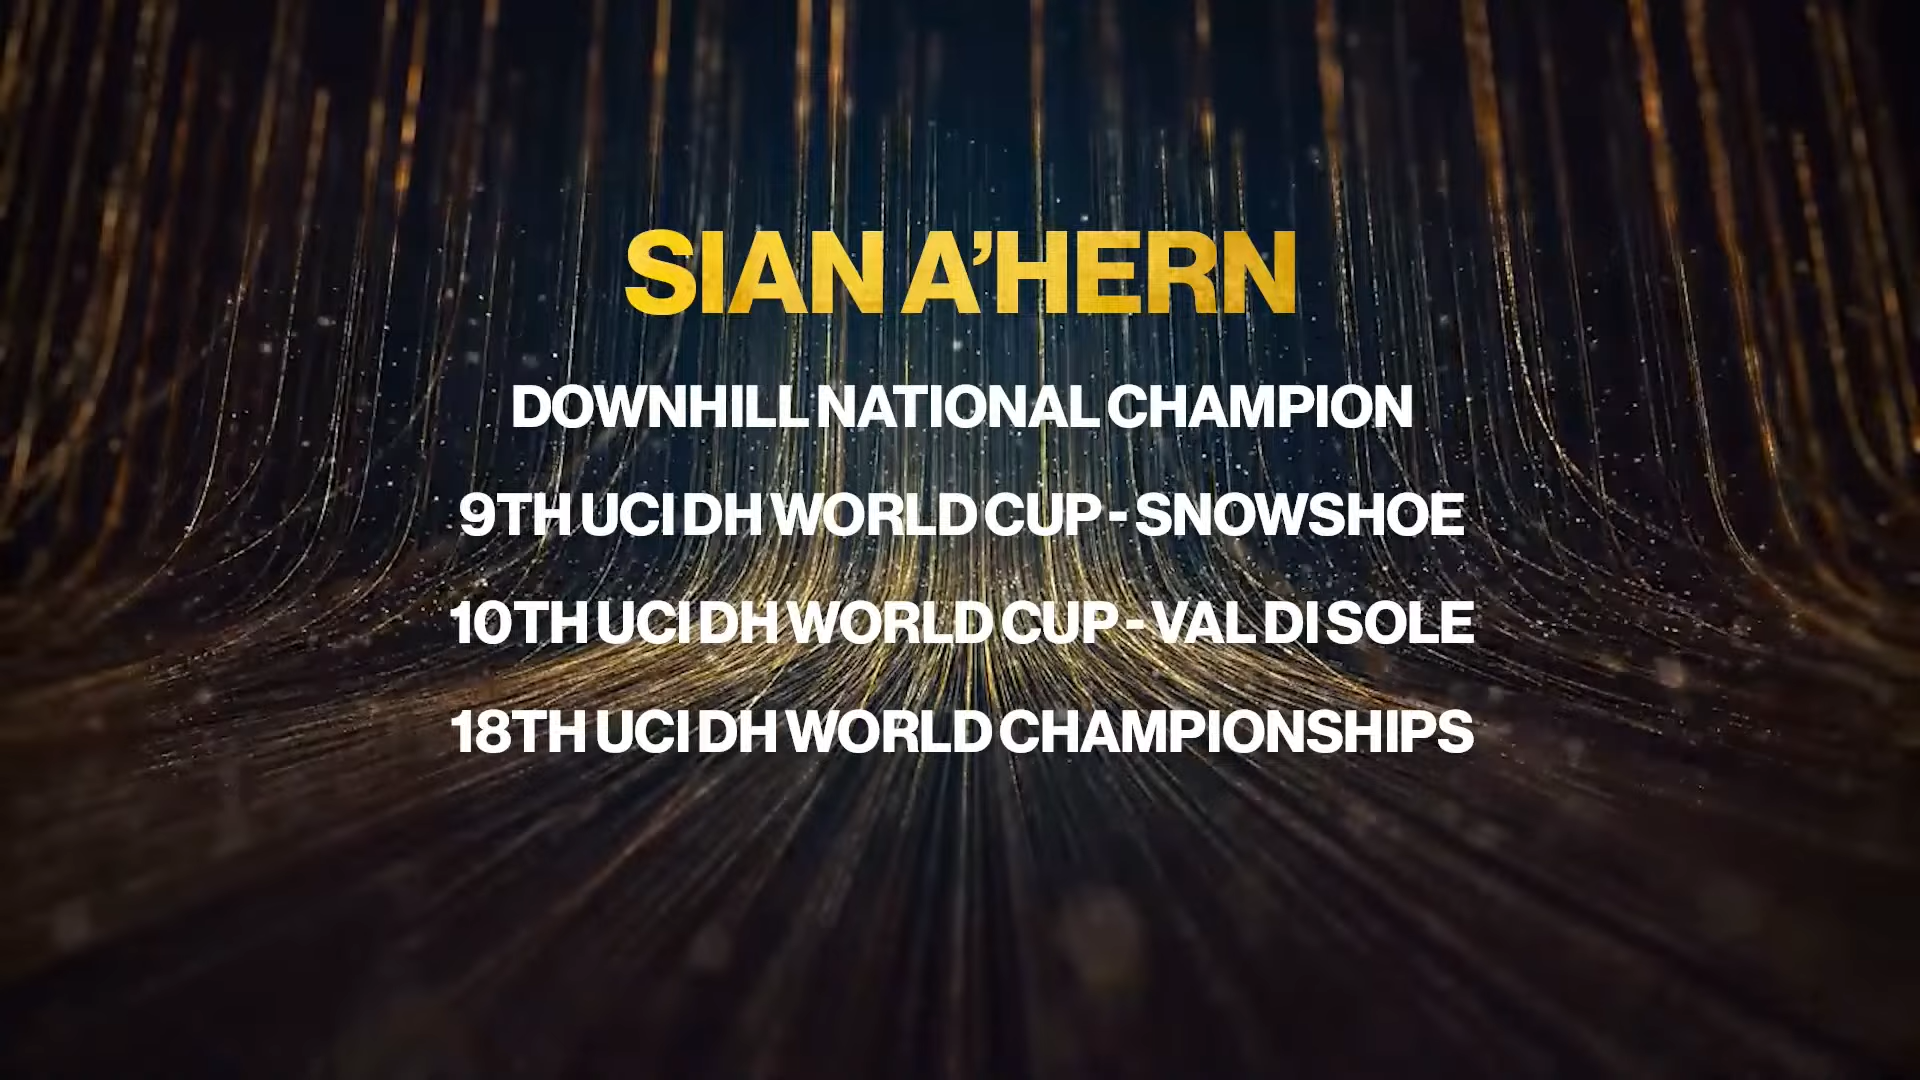 SIAN A’HERN
DOWNHILL NATIONAL CHAMPION
9TH UCI DH WORLD CUP - SNOWSHOE
10TH UCI DH WORLD CUP - VAL DI SOLE
18TH UCI DH WORLD CHAMPIONSHIPS